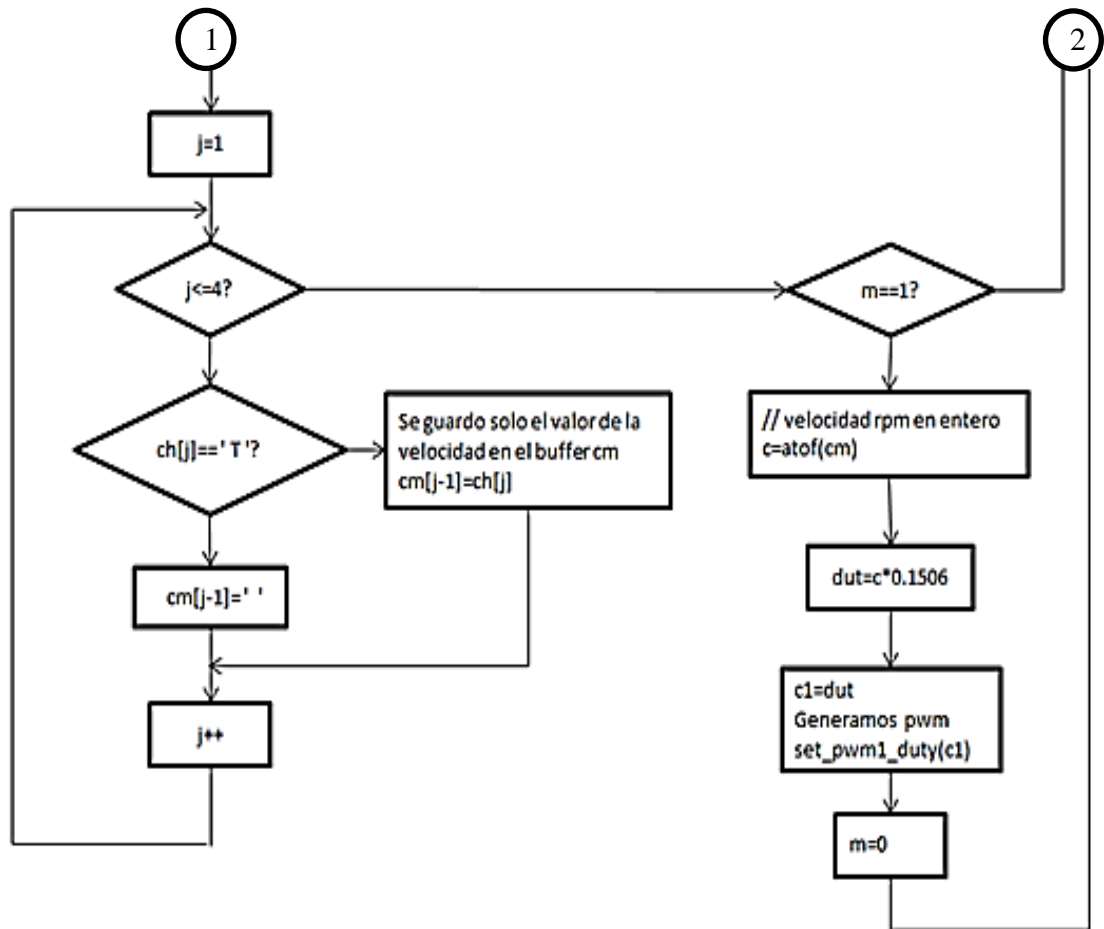 1
j=1
j<=4?
ch[j]==' T '?
Se guardo solo el valor de la
velocidad en el buffer cm
cm[j-1]=ch[j]
cm[j-1]=' '
j++
2
m==1?
// velocidad rpm en entero
c=atof(cm)
dut=c*0.1506
c1=dut
Generamos pwm
set_pwm1_duty(c1)
m=0